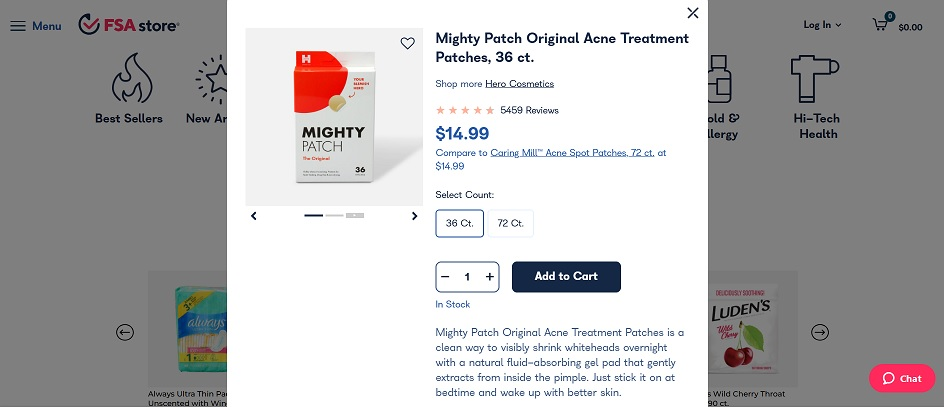 Menu
FSA store
Log In
0
$0.00
Best Sellers
New Ar
old &
llergy
Hi-Tech
Health
H
YOUR
BLEMISH
HERO
MIGHTY
PATCH
The Original
36
Mighty Patch Original Acne Treatment
Patches, 36 ct.
Shop more Hero Cosmetics
5459 Reviews
$14.99
Compare to Caring Mill™ Acne Spot Patches, 72 ct. at
$14.99
Select Count:
36 Ct.
72 Ct.
− 1 +
Add to Cart
In Stock
Mighty Patch Original Acne Treatment Patches is a
clean way to visibly shrink whiteheads overnight
with a natural fluid-absorbing gel pad that gently
extracts from inside the pimple. Just stick it on at
bedtime and wake up with better skin.
always
DELICIOUSLY SOOTHING!
LUDEN'S
Wild
Cherry
Chat
Always Ultra Thin Pa
Unscented with Win
s Wild Cherry Throat
90 ct.